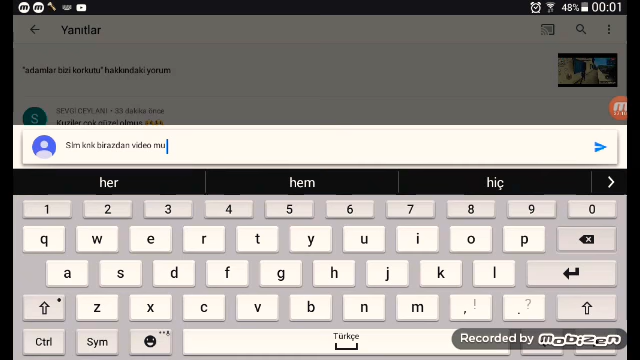 48% 00:01
Yanıtlar
"adamlar bizi korkutu" hakkındaki yorum
S SEVGİ CEYLANJ • 33 dakika önce
Kuziler çok güzel olmuş
Slm knk birazdan video mu
her hem hiç
1 2 3 4 5 6 7 8 9 0
q w e r t y u ı o p
a s d f g h j k l
z x c v b n m , ! . ?
Ctrl Sym Türkçe
Recorded by Mobizen